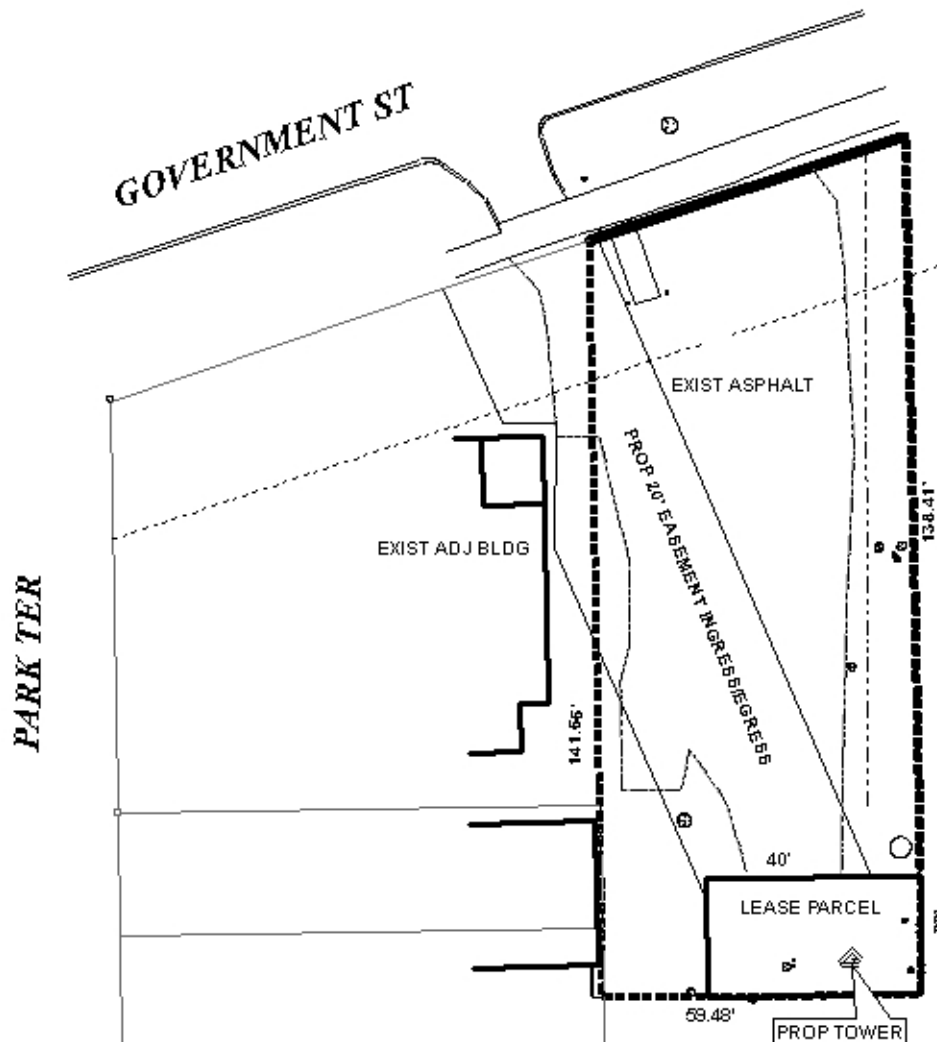 GOVERNMENT ST
EXIST ASPHALT
PROP 20' EASEMENT INGRESS/EGRESS
138.41'
EXIST ADJ BLDG
PARK TER
141.56'
40'
LEASE PARCEL
59.48'
PROP TOWER